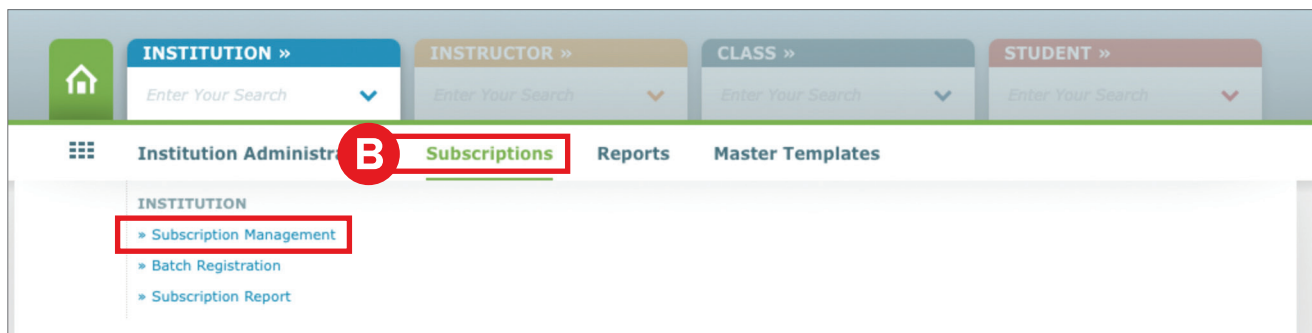 INSTITUTION » INSTRUCTOR » CLASS » STUDENT »
Enter Your Search Enter Your Search Enter Your Search Enter Your Search
Institution Administra B Subscriptions Reports Master Templates
INSTITUTION
» Subscription Management
» Batch Registration
» Subscription Report